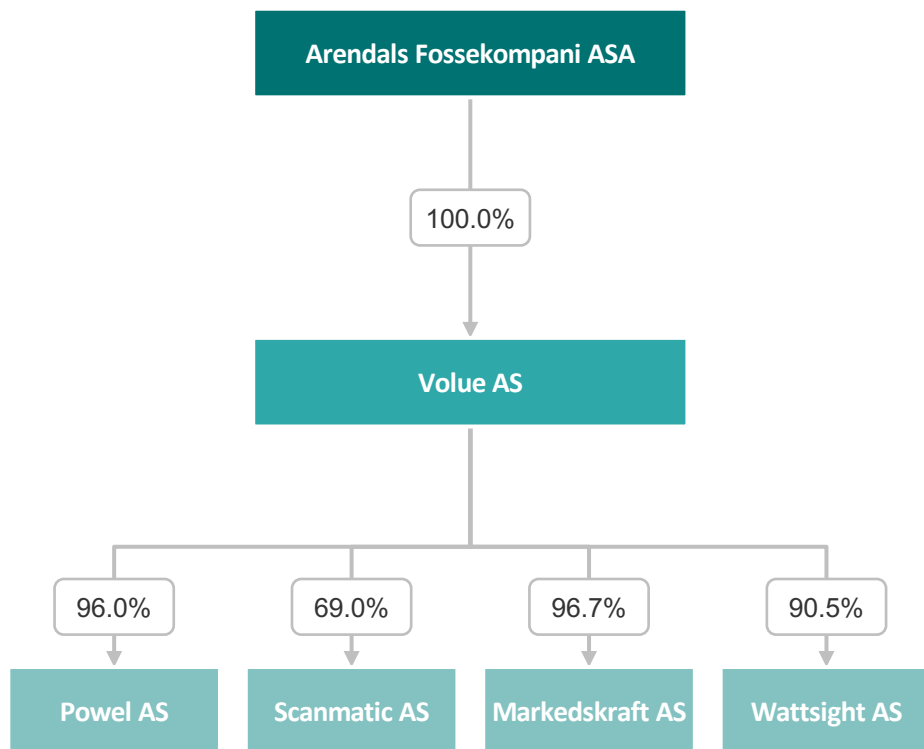 Arendals Fossekompani ASA
100.0%
Volue AS
96.0%
69.0%
96.7%
90.5%
Powel AS
Scanmatic AS
Markedskraft AS
Wattsight AS